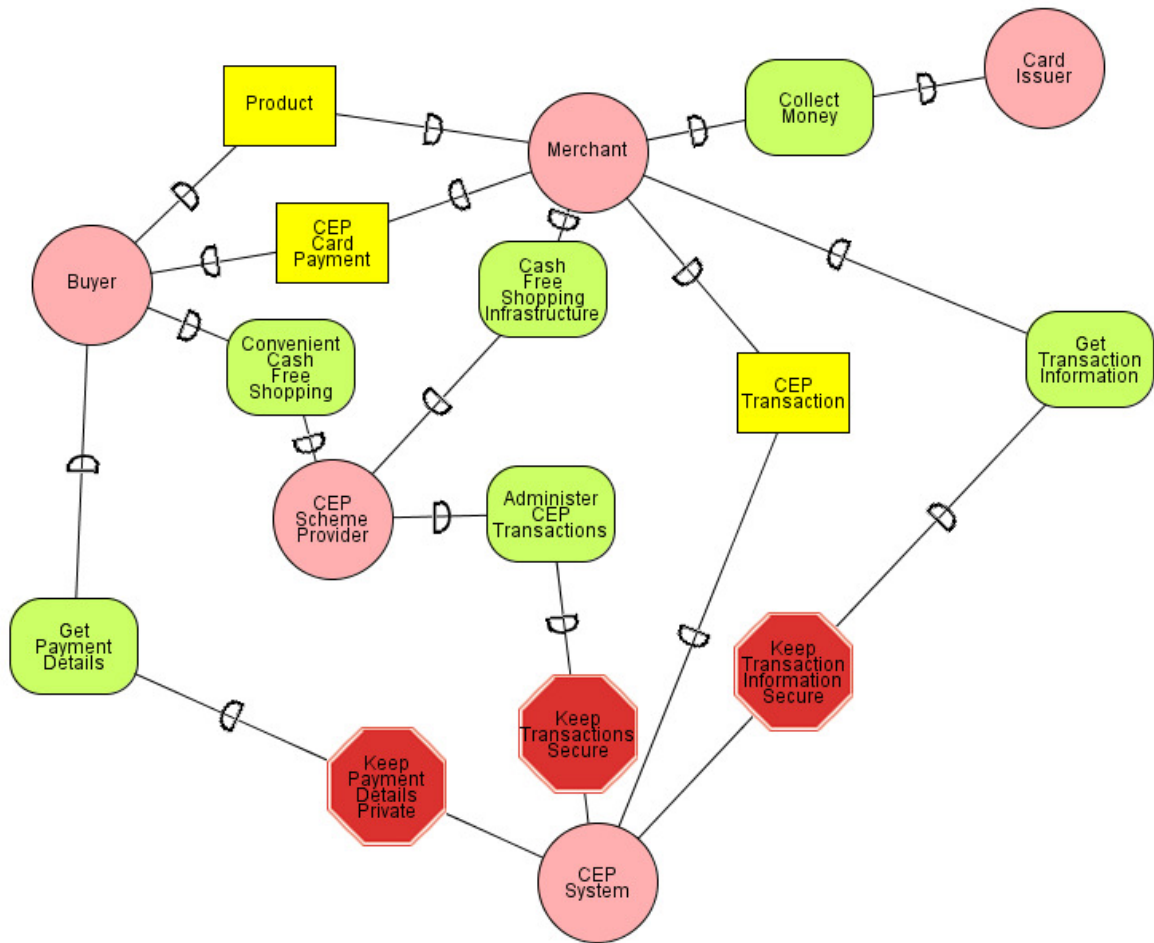 Card
Issuer
Product
Collect
Money
Merchant
CEP
Card
Payment
Buyer
Cash
Free
Shopping
Infrastructure
Convenient
Cash
Free
Shopping
CEP
Transaction
Get
Transaction
Information
CEP
Scheme
Provider
Administer
CEP
Transactions
Get
Payment
Details
Keep
Transaction
Information
Secure
Keep
Transactions
Secure
Keep
Payment
Details
Private
CEP
System